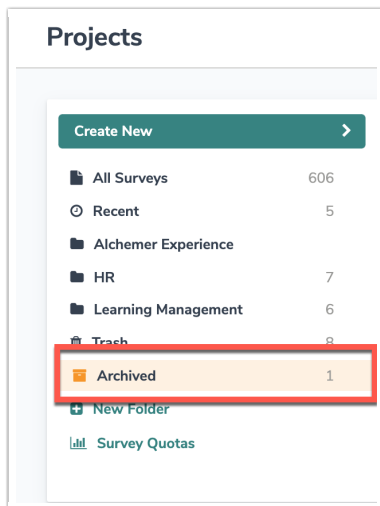 Projects
Create New
All Surveys 606
Recent 5
Alchemer Experience
HR 7
Learning Management 6
Trash 8
Archived 1
New Folder
Survey Quotas